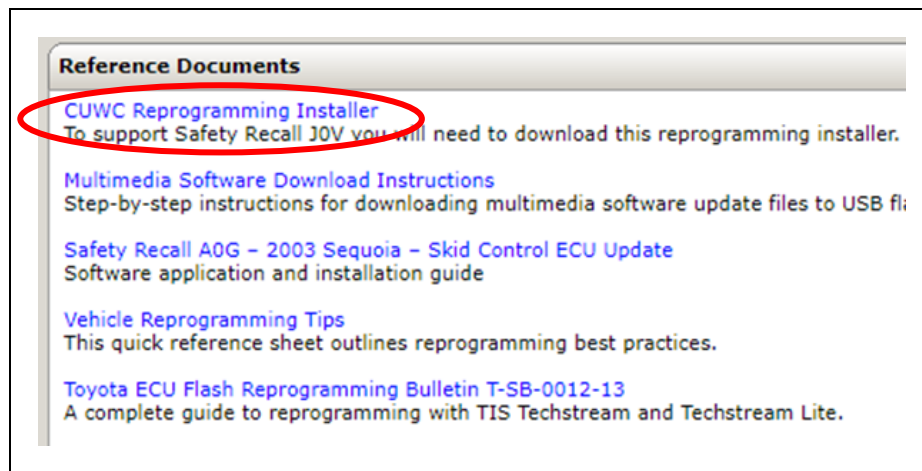 Reference Documents
CUWC Reprogramming Installer
To support Safety Recall J0V you will need to download this reprogramming installer.
Multimedia Software Download Instructions
Step-by-step instructions for downloading multimedia software update files to USB
Safety Recall A0G – 2003 Sequoia – Skid Control ECU Update
Software application and installation guide
Vehicle Reprogramming Tips
This quick reference sheet outlines reprogramming best practices.
Toyota ECU Flash Reprogramming Bulletin T-SB-0012-13
A complete guide to reprogramming with TIS Techstream and Techstream Lite.